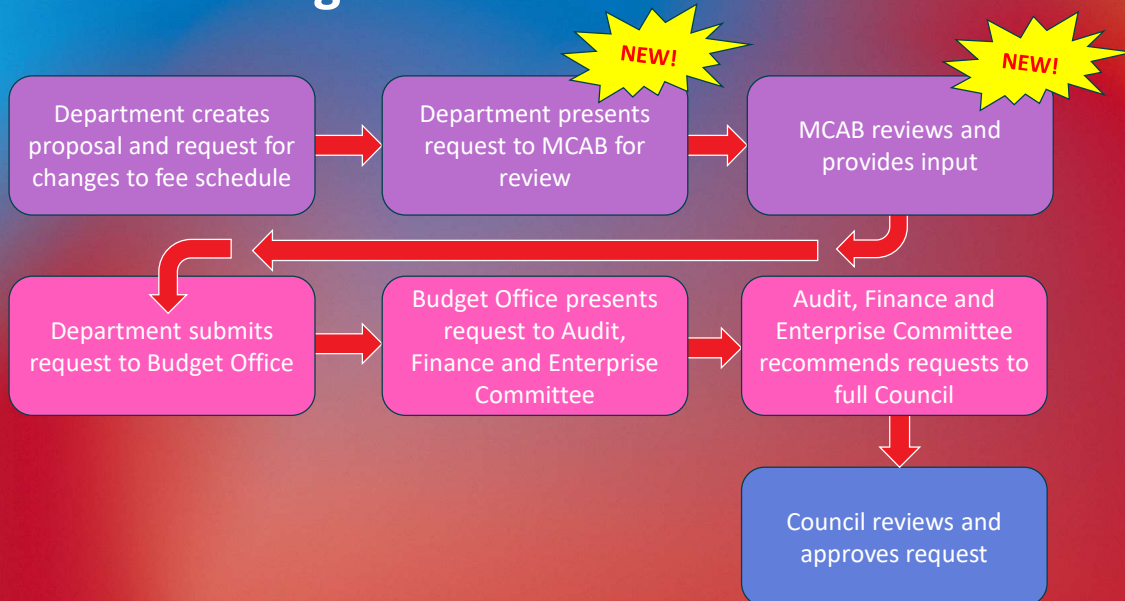 NEW!
NEW!
Department creates
proposal and request for
changes to fee schedule
Department presents
request to MCAB for
review
MCAB reviews and
provides input
Department submits
request to Budget Office
Budget Office presents
request to Audit,
Finance and Enterprise
Committee
Audit, Finance and
Enterprise Committee
recommends requests to
full Council
Council reviews and
approves request